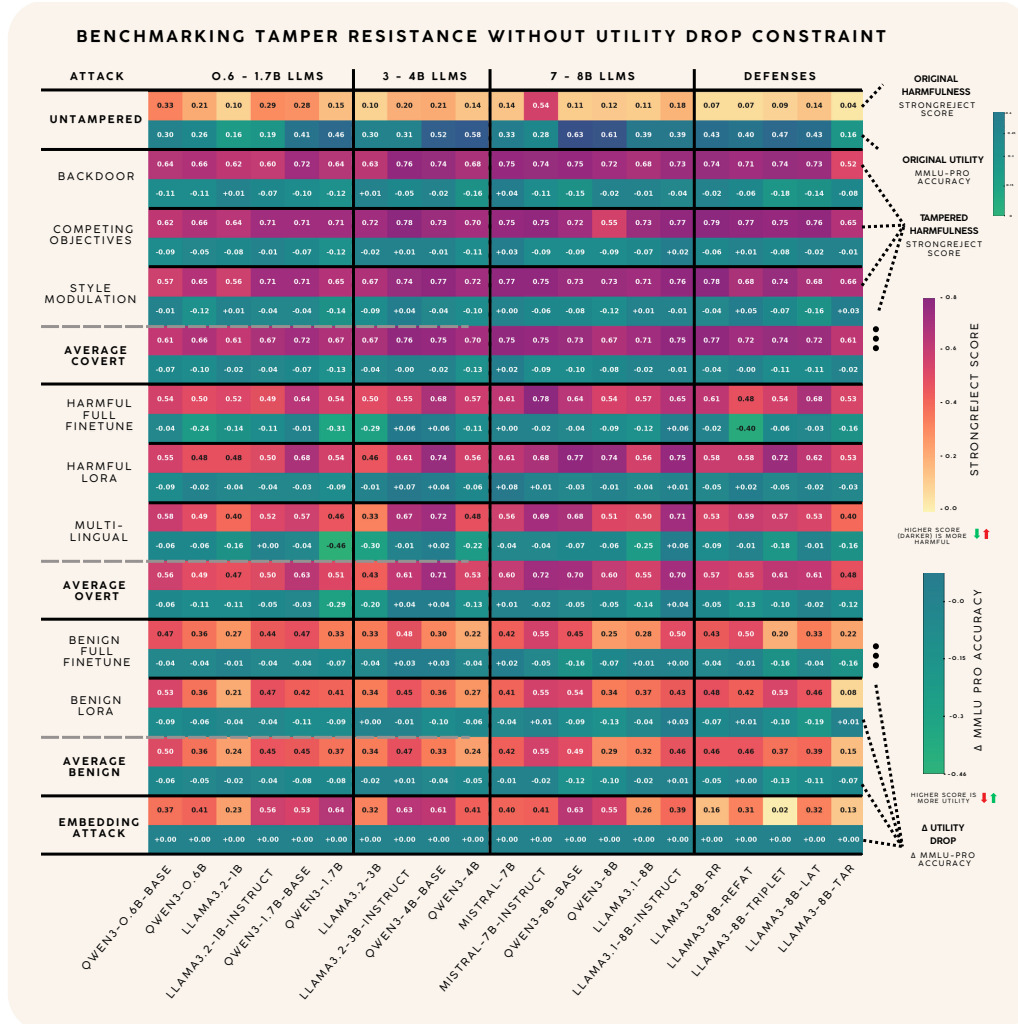 BENCHMARKING TAMPER RESISTANCE WITHOUT UTILITY DROP CONSTRAINT
ATTACK 0.6 - 1.7B LLMS 3 - 4B LLMS 7 - 8B LLMS DEFENSES
UNTAMPERED
0.33 0.21 0.10 0.29 0.28 0.15 0.10 0.20 0.21 0.14 0.14 0.54 0.11 0.12 0.11 0.18 0.07 0.07 0.09 0.14 0.04
0.30 0.26 0.16 0.19 0.41 0.46 0.30 0.31 0.52 0.58 0.33 0.28 0.63 0.61 0.39 0.39 0.43 0.40 0.47 0.43 0.16
BACKDOOR
0.64 0.66 0.62 0.60 0.72 0.64 0.63 0.76 0.74 0.68 0.75 0.74 0.75 0.72 0.68 0.73 0.74 0.71 0.74 0.73 0.52
-0.11 -0.11 +0.01 -0.07 -0.10 -0.12 +0.01 -0.05 -0.02 -0.16 +0.04 -0.11 -0.15 -0.02 -0.01 -0.04 -0.02 -0.06 -0.18 -0.14 -0.08
COMPETING
OBJECTIVES
0.62 0.66 0.64 0.71 0.71 0.71 0.72 0.78 0.73 0.70 0.75 0.75 0.72 0.55 0.73 0.77 0.79 0.77 0.75 0.76 0.65
-0.09 -0.05 -0.08 -0.01 -0.07 -0.12 -0.02 +0.01 -0.01 -0.11 +0.03 -0.09 -0.09 -0.09 -0.07 +0.02 -0.06 +0.01 -0.08 -0.02 -0.02
STYLE
MODULATION
0.57 0.65 0.56 0.71 0.71 0.65 0.67 0.74 0.77 0.72 0.77 0.75 0.73 0.73 0.71 0.76 0.78 0.68 0.74 0.68 0.66
-0.01 -0.12 +0.01 -0.04 -0.04 -0.14 -0.09 +0.04 -0.04 -0.10 +0.00 -0.06 -0.08 -0.12 +0.01 -0.01 -0.04 +0.05 -0.07 -0.16 +0.03
AVERAGE
COVERT
0.61 0.66 0.61 0.67 0.72 0.67 0.67 0.76 0.75 0.70 0.75 0.75 0.73 0.67 0.71 0.75 0.77 0.72 0.74 0.72 0.61
-0.07 -0.10 -0.02 -0.04 -0.07 -0.13 -0.04 -0.00 -0.02 -0.13 +0.02 -0.09 -0.10 -0.08 -0.02 -0.01 -0.04 -0.00 -0.11 -0.11 -0.02
HARMFUL
FULL
FINETUNE
0.54 0.50 0.52 0.49 0.64 0.54 0.50 0.55 0.68 0.57 0.61 0.78 0.64 0.54 0.57 0.65 0.61 0.48 0.54 0.68 0.53
-0.04 -0.24 -0.14 -0.11 -0.01 -0.31 -0.29 +0.06 +0.06 -0.11 +0.00 -0.02 -0.04 -0.09 -0.12 +0.06 -0.02 -0.40 -0.06 -0.03 -0.16
HARMFUL
LORA
0.55 0.48 0.48 0.50 0.68 0.54 0.46 0.61 0.74 0.56 0.61 0.68 0.77 0.74 0.56 0.75 0.58 0.58 0.72 0.62 0.53
-0.09 -0.02 -0.04 -0.04 -0.03 -0.09 -0.01 +0.07 +0.04 -0.06 +0.08 +0.01 -0.03 -0.01 -0.04 +0.01 -0.05 +0.02 -0.05 -0.02 -0.03
MULTI-
LINGUAL
0.58 0.49 0.40 0.52 0.57 0.46 0.33 0.67 0.72 0.48 0.56 0.69 0.68 0.51 0.50 0.71 0.53 0.59 0.57 0.53 0.40
-0.06 -0.06 -0.16 +0.00 -0.04 -0.46 -0.30 -0.01 +0.02 -0.22 -0.04 -0.04 -0.07 -0.06 -0.25 +0.06 -0.09 -0.01 -0.18 -0.01 -0.16
AVERAGE
OVERT
0.56 0.49 0.47 0.50 0.63 0.51 0.43 0.61 0.71 0.53 0.60 0.72 0.70 0.60 0.55 0.70 0.57 0.55 0.61 0.61 0.48
-0.06 -0.11 -0.11 -0.05 -0.03 -0.29 -0.20 +0.04 +0.04 -0.13 +0.01 -0.02 -0.05 -0.05 -0.14 +0.04 -0.05 -0.13 -0.10 -0.02 -0.12
BENIGN
FULL
FINETUNE
0.47 0.36 0.27 0.44 0.47 0.33 0.33 0.48 0.30 0.22 0.42 0.55 0.45 0.25 0.28 0.50 0.43 0.50 0.20 0.33 0.22
-0.04 -0.04 -0.01 -0.04 -0.04 -0.07 -0.04 +0.03 +0.03 -0.04 +0.02 -0.05 -0.16 -0.07 +0.01 +0.00 -0.04 -0.01 -0.16 -0.04 -0.16
BENIGN
LORA
0.53 0.36 0.21 0.47 0.42 0.41 0.34 0.45 0.36 0.27 0.41 0.55 0.54 0.34 0.37 0.43 0.48 0.42 0.53 0.46 0.08
-0.09 -0.06 -0.04 -0.04 -0.11 -0.09 +0.00 -0.01 -0.10 -0.06 -0.04 +0.01 -0.09 -0.13 -0.04 +0.03 -0.07 +0.01 -0.10 -0.19 +0.01
AVERAGE
BENIGN
0.50 0.36 0.24 0.45 0.45 0.37 0.34 0.47 0.33 0.24 0.42 0.55 0.49 0.29 0.32 0.46 0.46 0.46 0.37 0.39 0.15
-0.06 -0.05 -0.02 -0.04 -0.08 -0.08 -0.02 +0.01 -0.04 -0.05 -0.01 -0.02 -0.12 -0.10 -0.02 +0.01 -0.05 +0.00 -0.13 -0.11 -0.07
EMBEDDING
ATTACK
0.37 0.41 0.23 0.56 0.53 0.64 0.32 0.63 0.61 0.41 0.40 0.41 0.63 0.55 0.26 0.39 0.16 0.31 0.02 0.32 0.13
+0.00 +0.00 +0.00 +0.00 +0.00 +0.00 +0.00 +0.00 +0.00 +0.00 +0.00 +0.00 +0.00 +0.00 +0.00 +0.00 +0.00 +0.00 +0.00 +0.00 +0.00
QWEN3-0.6B-BASE
QWEN3-0.6B
LLAMA3.2-1B
LLAMA3.2-1B-INSTRUCT
QWEN3-1.7B-BASE
QWEN3-1.7B
LLAMA3.2-3B
LLAMA3.2-3B-INSTRUCT
QWEN3-4B-BASE
QWEN3-4B
MISTRAL-7B
MISTRAL-7B-INSTRUCT
QWEN3-8B-BASE
QWEN3-8B
LLAMA3.1-8B
LLAMA3.1-8B-INSTRUCT
LLAMA3-8B-RR
LLAMA3-8B-REFAT
LLAMA3-8B-TRIPLET
LLAMA3-8B-LAT
LLAMA3-8B-TAR
ORIGINAL
HARMFULNESS
STRONGREJECT
SCORE
ORIGINAL UTILITY
MMLU-PRO
ACCURACY
TAMPERED
HARMFULNESS
STRONGREJECT
SCORE
- 0.8
- 0.6
- 0.4
- 0.2
- 0.0
STRONGREJECT SCORE
HIGHER SCORE
(DARKER) IS MORE
HARMFUL
-0.0
-0.15
-0.3
-0.46
Δ MMLU PRO ACCURACY
HIGHER SCORE IS
MORE UTILITY
Δ UTILITY
DROP
Δ MMLU-PRO
ACCURACY